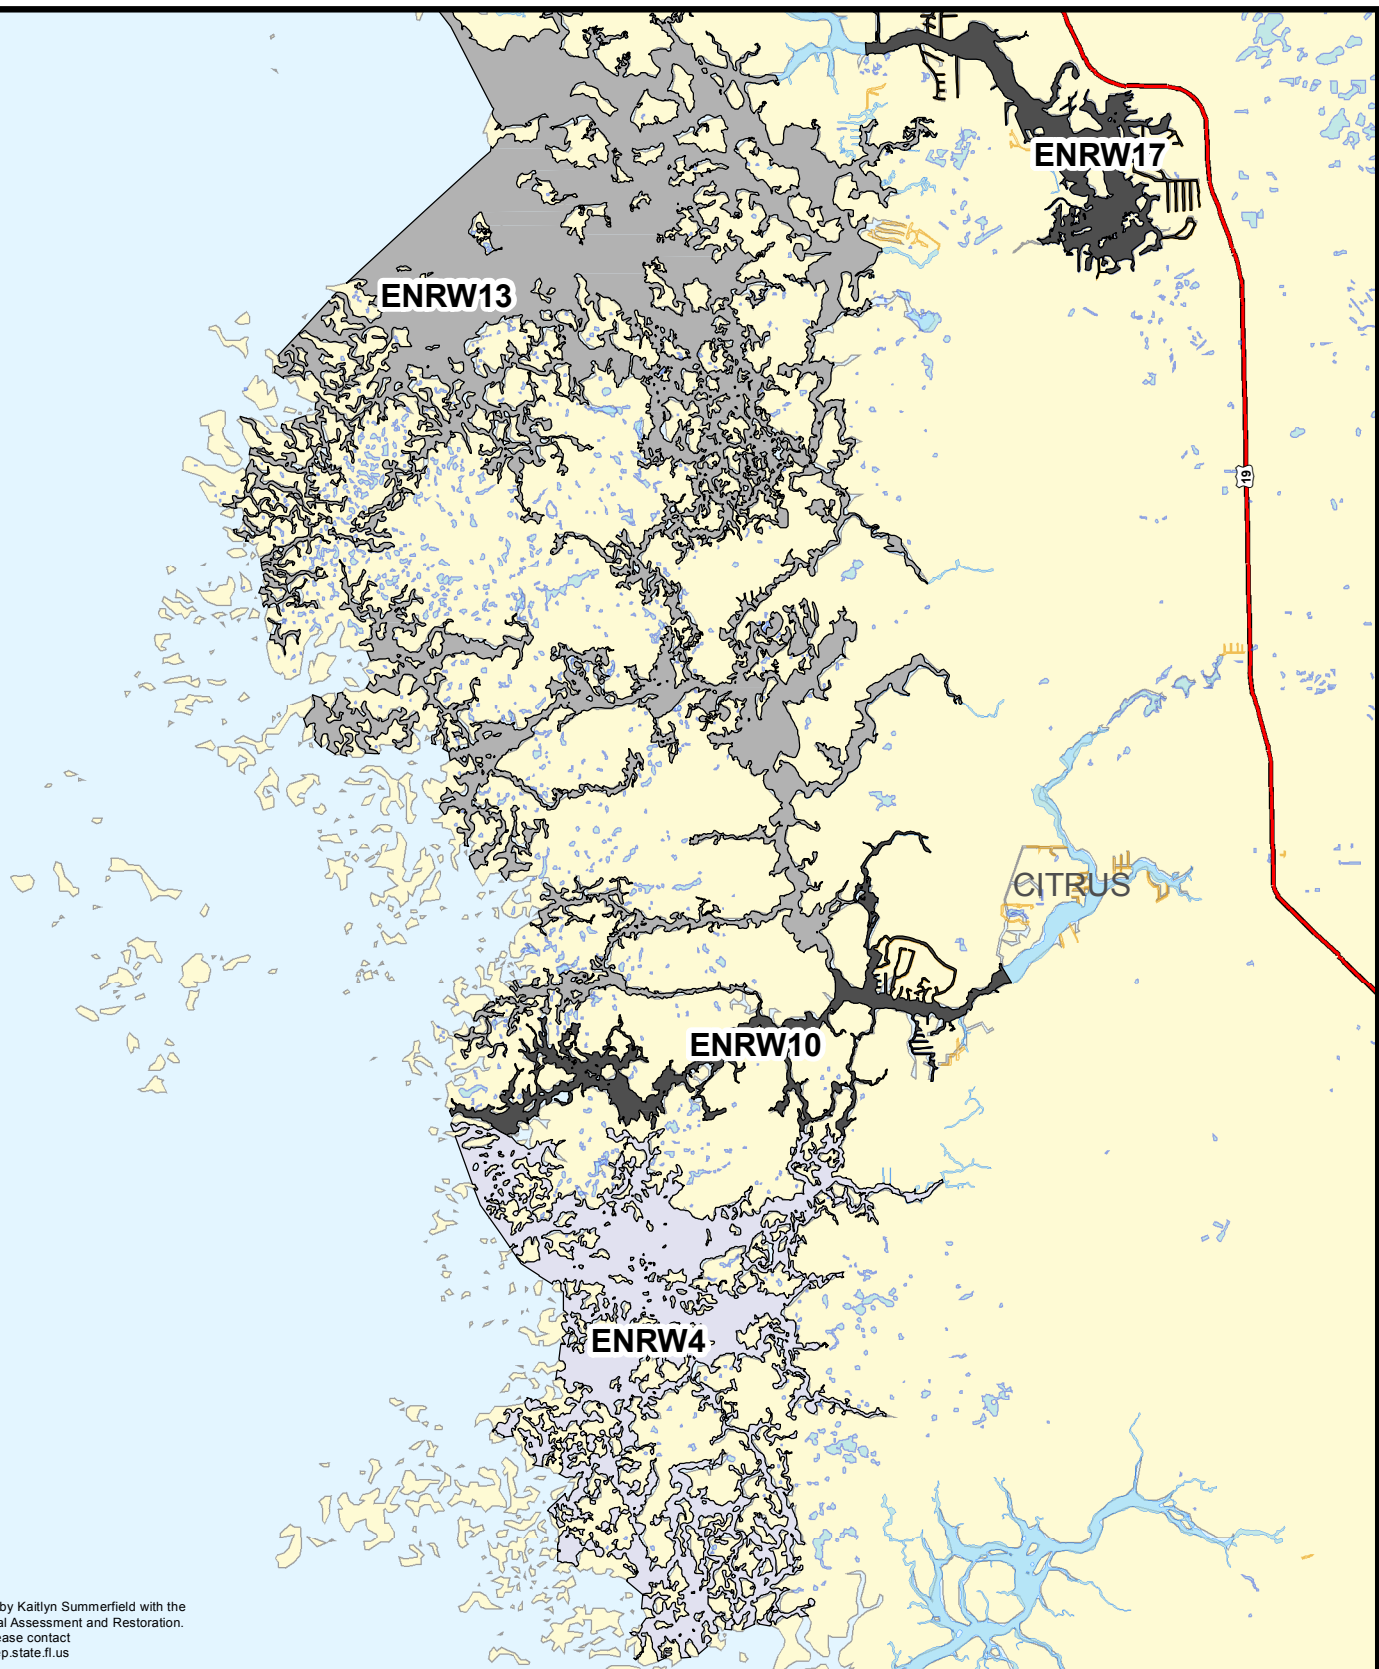 ENRW17
ENRW13
19
CITRUS
ENRW10
ENRW4
by Kaitlyn Summerfield with the
al Assessment and Restoration.
ease contact
ep.state.fl.us